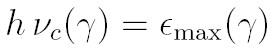 h ν_c(γ) = ϵ_max(γ)